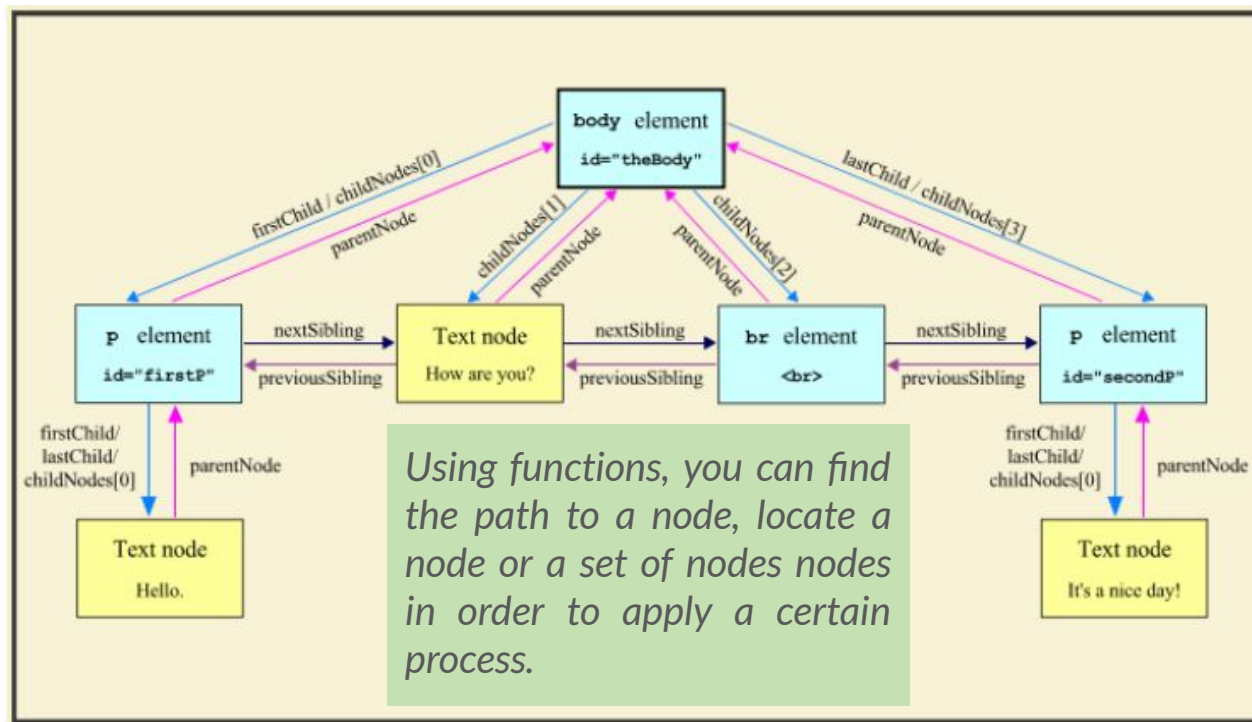 body element
id="theBody"
firstChild / childNodes[0]
parentNode
childNodes[1]
parentNode
childNodes[2]
parentNode
lastChild / childNodes[3]
parentNode
p element
id="firstP"
nextSibling
previousSibling
Text node
How are you?
nextSibling
previousSibling
br element
<br>
nextSibling
previousSibling
p element
id="secondP"
firstChild/
lastChild/
childNodes[0]
parentNode
Text node
Hello.
Using functions, you can find
the path to a node, locate a
node or a set of nodes nodes
in order to apply a certain
process.
firstChild/
lastChild/
childNodes[0]
parentNode
Text node
It's a nice day!